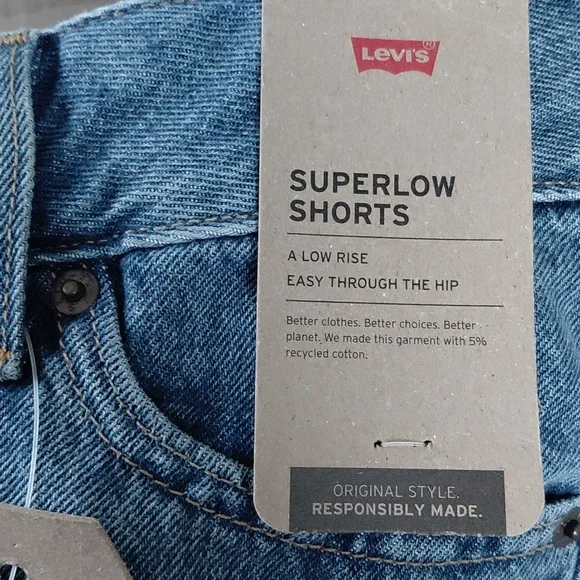 Levi's®
SUPERLOW
SHORTS
A LOW RISE
EASY THROUGH THE HIP
Better clothes. Better choices. Better
planet. We made this garment with 5%
recycled cotton.
ORIGINAL STYLE.
RESPONSIBLY MADE.